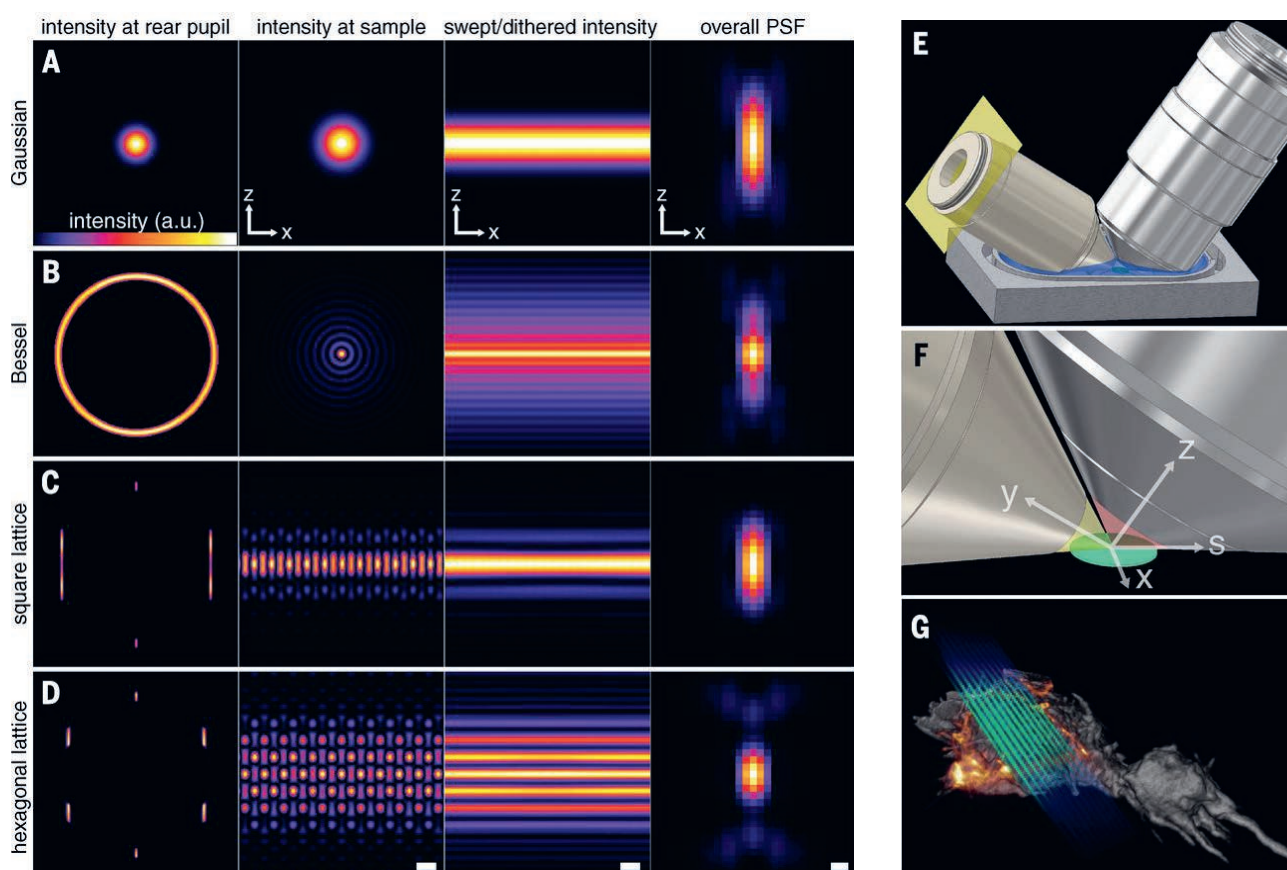 intensity at rear pupil
intensity at sample
swept/dithered intensity
overall PSF
A
Gaussian
intensity (a.u.)
z
x
z
x
z
x
B
Bessel
C
square lattice
D
hexagonal lattice
E
F
y
z
s
x
G